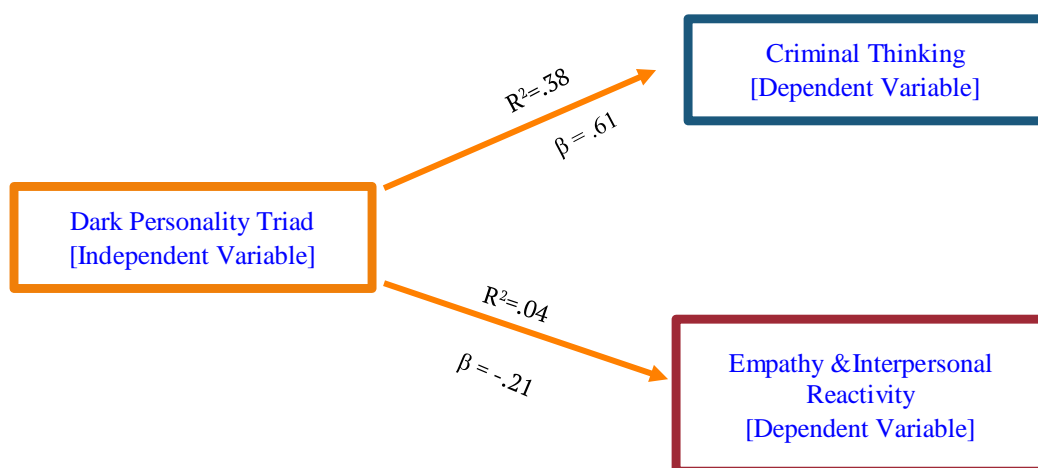 Criminal Thinking
[Dependent Variable]
R²=.38
β = .61
Dark Personality Triad
[Independent Variable]
R²=.04
β = -.21
Empathy &Interpersonal
Reactivity
[Dependent Variable]